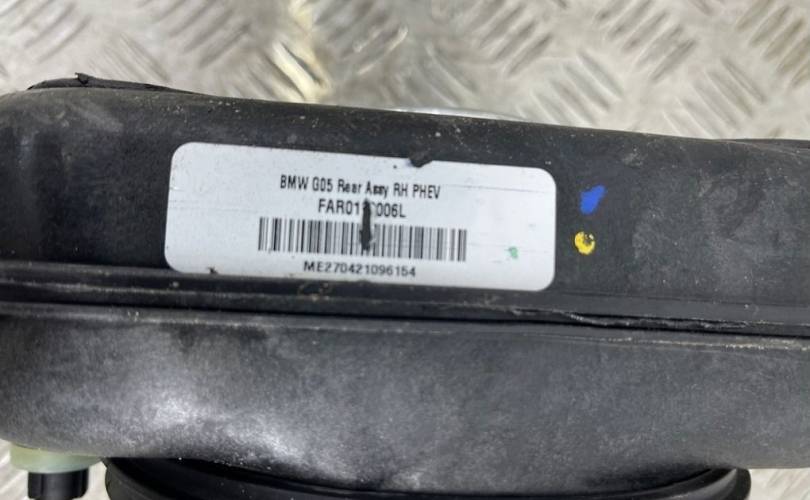 BMW G05 Rear Assy RH PHEV
ME270421096154